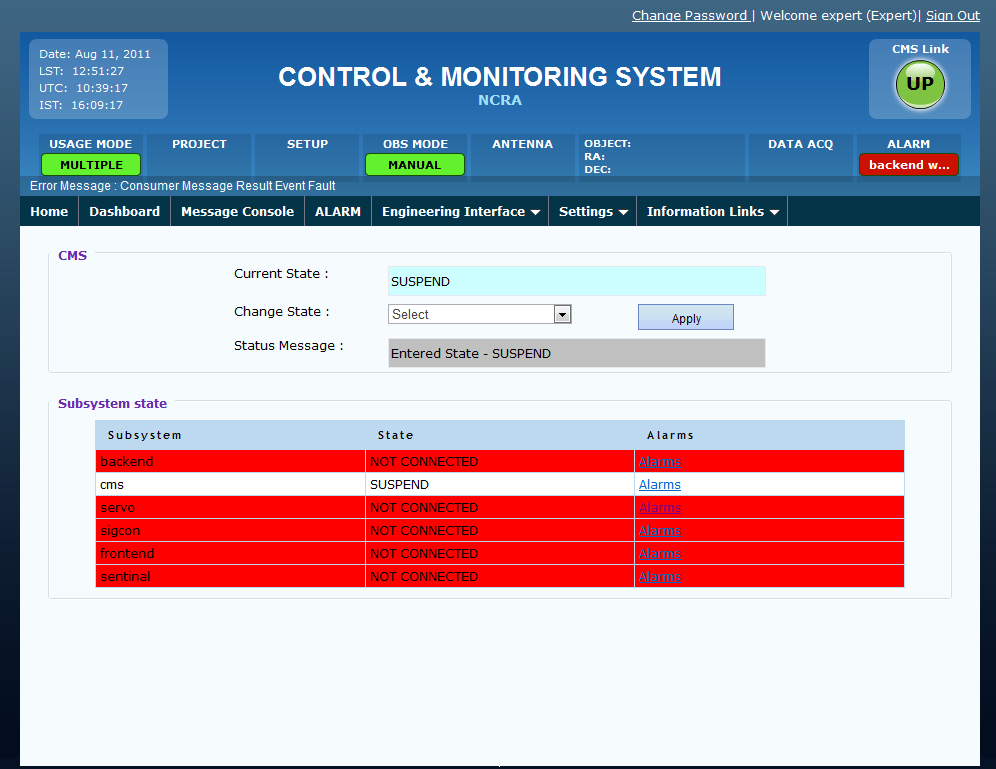 Change Password | Welcome expert (Expert)| Sign Out
Date: Aug 11, 2011
LST: 12:51:27
UTC: 10:39:17
IST: 16:09:17
CONTROL & MONITORING SYSTEM
NCRA
CMS Link
UP
USAGE MODE
MULTIPLE
PROJECT
SETUP
OBS MODE
MANUAL
ANTENNA
OBJECT:
RA:
DEC:
DATA ACQ
ALARM
backend w...
Error Message : Consumer Message Result Event Fault
Home Dashboard Message Console ALARM Engineering Interface Settings Information Links
CMS
Current State : SUSPEND
Change State : Select Apply
Status Message : Entered State - SUSPEND
Subsystem state
Subsystem State Alarms
backend NOT CONNECTED Alarms
cms SUSPEND Alarms
servo NOT CONNECTED Alarms
sigcon NOT CONNECTED Alarms
frontend NOT CONNECTED Alarms
sentinal NOT CONNECTED Alarms